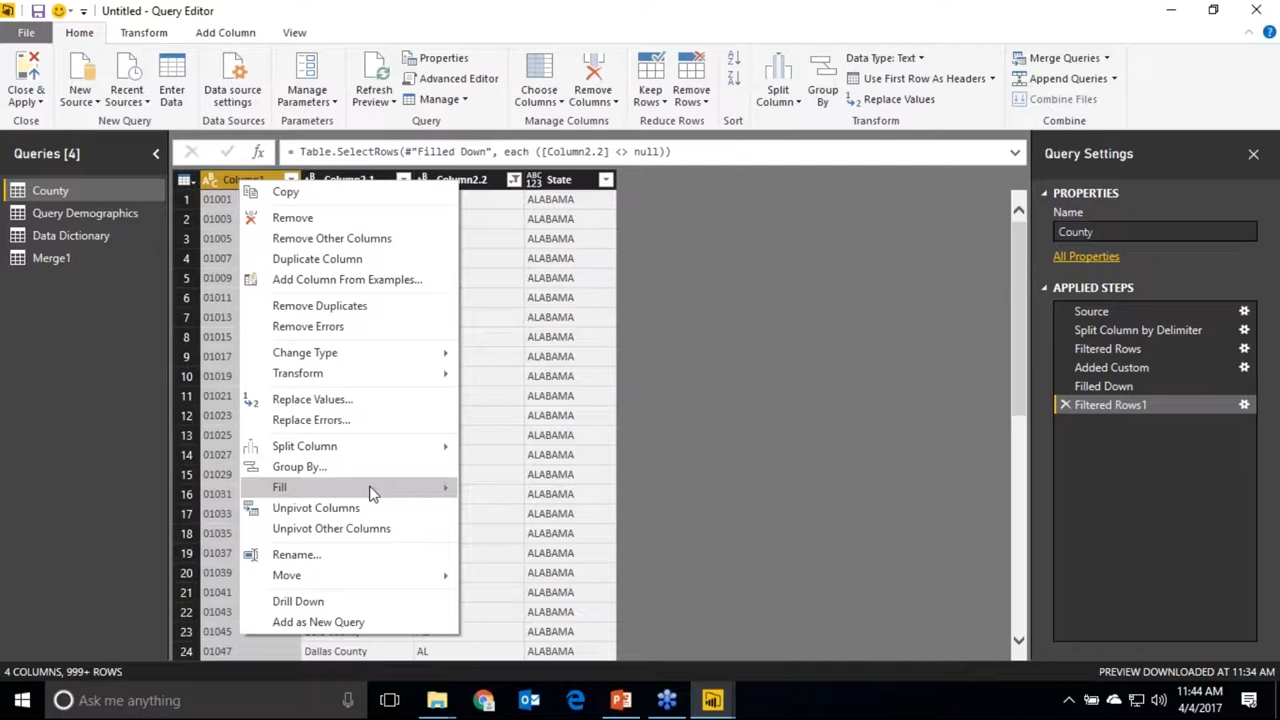 Untitled - Query Editor
File
Home
Transform
Add Column
View
Close & Apply
New Source
Recent Sources
Enter Data
Data source settings
Manage Parameters
Refresh Preview
Properties
Advanced Editor
Manage
Choose Columns
Remove Columns
Keep Rows
Remove Rows
Split Column
Group By
Data Type: Text
Use First Row As Headers
Replace Values
Merge Queries
Append Queries
Combine Files
Close
New Query
Data Sources
Parameters
Query
Manage Columns
Reduce Rows
Sort
Transform
Combine
Queries [4]
County
Query Demographics
Data Dictionary
Merge1
= Table.SelectRows(#"Filled Down", each ([Column2.2] <> null))
Column1 Column2.1 Column2.2 State
1 01001 ALABAMA
2 01003 ALABAMA
3 01005 ALABAMA
4 01007 ALABAMA
5 01009 ALABAMA
6 01011 ALABAMA
7 01013 ALABAMA
8 01015 ALABAMA
9 01017 ALABAMA
10 01019 ALABAMA
11 01021 ALABAMA
12 01023 ALABAMA
13 01025 ALABAMA
14 01027 ALABAMA
15 01029 ALABAMA
16 01031 ALABAMA
17 01033 ALABAMA
18 01035 ALABAMA
19 01037 ALABAMA
20 01039 ALABAMA
21 01041 ALABAMA
22 01043 ALABAMA
23 01045 ALABAMA
24 01047 Dallas County AL ALABAMA
Copy
Remove
Remove Other Columns
Duplicate Column
Add Column From Examples...
Remove Duplicates
Remove Errors
Change Type
Transform
Replace Values...
Replace Errors...
Split Column
Group By...
Fill
Unpivot Columns
Unpivot Other Columns
Rename...
Move
Drill Down
Add as New Query
Query Settings
PROPERTIES
Name
County
All Properties
APPLIED STEPS
Source
Split Column by Delimiter
Filtered Rows
Added Custom
Filled Down
Filtered Rows1
4 COLUMNS, 999+ ROWS
PREVIEW DOWNLOADED AT 11:34 AM
Ask me anything
11:44 AM
4/4/2017